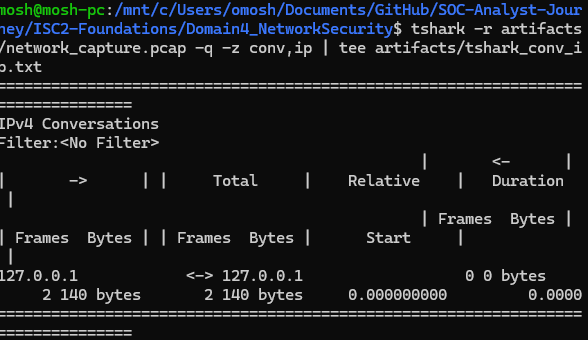 mosh@mosh-pc:/mnt/c/Users/omosh/Documents/GitHub/SOC-Analyst-Jour
ney/ISC2-Foundations/Domain4_NetworkSecurity$ tshark -r artifacts
/network_capture.pcap -q -z conv,ip | tee artifacts/tshark_conv_i
p.txt
=================================================================
===============
IPv4 Conversations
Filter:<No Filter>
                                               |       <-      |
|       ->      | |     Total     |    Relative    |   Duration
 |
                                               | Frames  Bytes |
| Frames  Bytes | | Frames  Bytes |      Start     |
 |
127.0.0.1            <-> 127.0.0.1                  0 0 bytes
     2 140 bytes       2 140 bytes     0.000000000         0.0000
=================================================================
===============